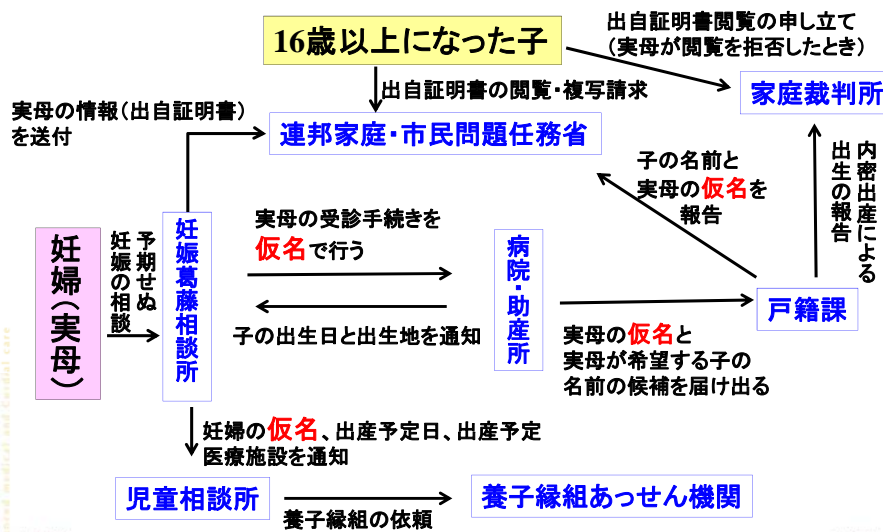 出自証明書閲覧の申し立て
（実母が閲覧を拒否したとき）
16歳以上になった子
出自証明書の閲覧・複写請求
家庭裁判所
実母の情報（出自証明書）
を送付
連邦家庭・市民問題任務省
子の名前と
実母の仮名を
報告
内密出産による
出生の報告
妊婦（実母）
予期せぬ
妊娠の相談
妊娠葛藤相談所
実母の受診手続きを
仮名で行う
病院・助産所
戸籍課
子の出生日と出生地を通知
実母の仮名と
実母が希望する子の
名前の候補を届け出る
妊婦の仮名、出産予定日、出産予定
医療施設を通知
児童相談所
養子縁組の依頼
養子縁組あっせん機関
need medical and Cordial care